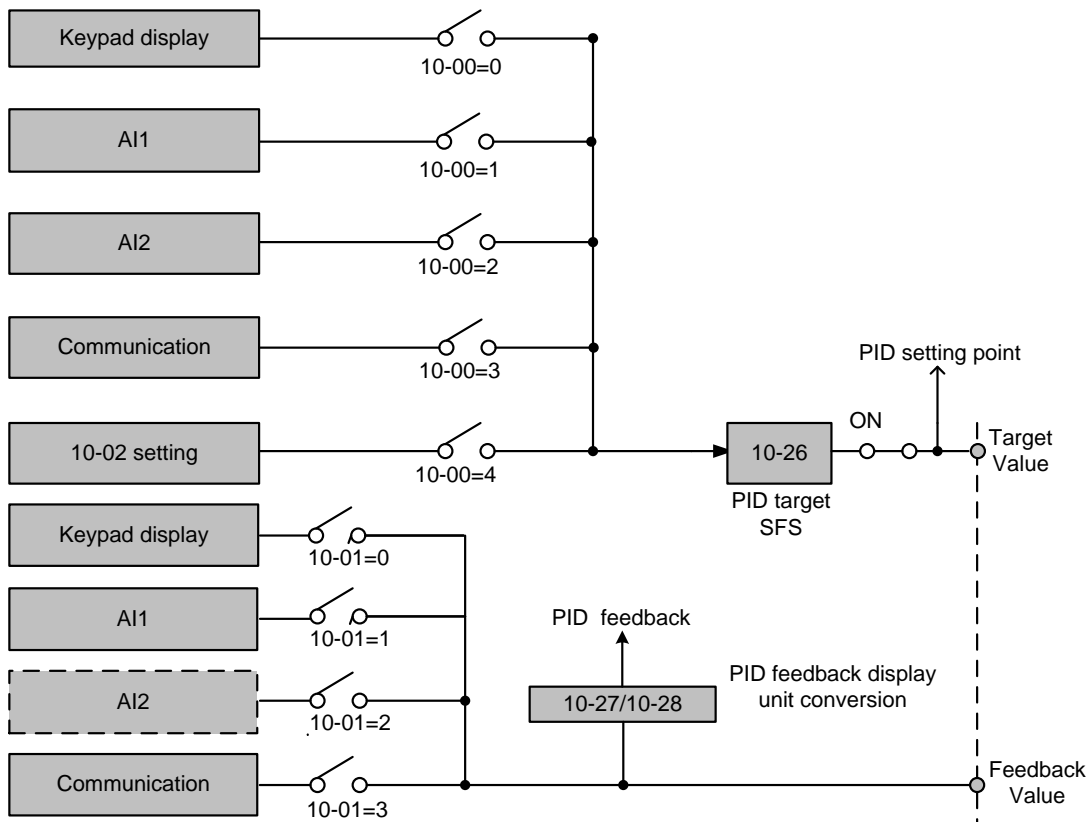 Keypad display
10-00=0
AI1
10-00=1
AI2
10-00=2
Communication
10-00=3
PID setting point
10-02 setting
10-00=4
10-26
ON
Target
Value
PID target
SFS
Keypad display
10-01=0
AI1
10-01=1
PID feedback
AI2
10-01=2
10-27/10-28
PID feedback display
unit conversion
Communication
10-01=3
Feedback
Value